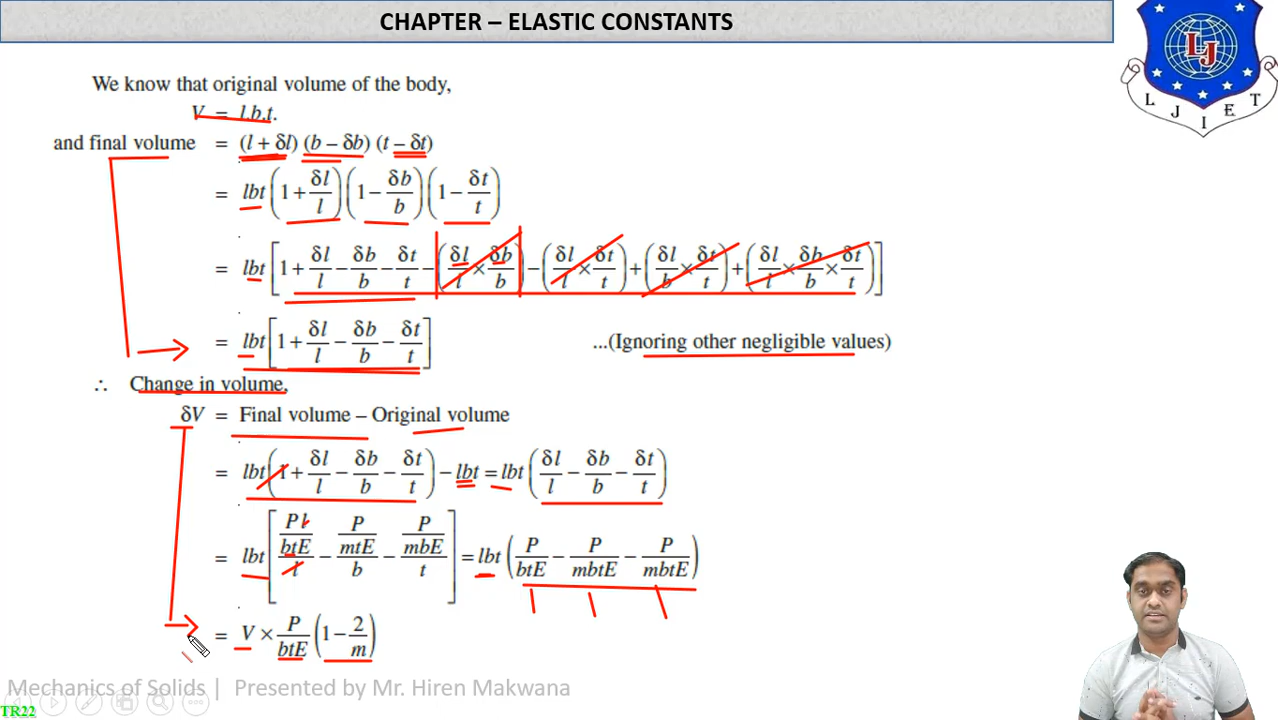 CHAPTER – ELASTIC CONSTANTS
LJ
L J I E T
We know that original volume of the body,
V = l.b.t.
and final volume = (l + δl) (b – δb) (t – δt)
= lbt (1 + δl/l) (1 – δb/b) (1 – δt/t)
= lbt [1 + δl/l – δb/b – δt/t – (δl/l × δb/b) – (δl/l × δt/t) + (δl/b × δt/t) + (δl/l × δb/b × δt/t)]
= lbt [1 + δl/l – δb/b – δt/t] ...(Ignoring other negligible values)
∴ Change in volume,
δV = Final volume – Original volume
= lbt (1 + δl/l – δb/b – δt/t) – lbt = lbt (δl/l – δb/b – δt/t)
= lbt [Pl/btE/l – P/mtE/b – P/mbE/t] = lbt (P/btE – P/mbtE – P/mbtE)
= V × P/btE (1 – 2/m)
Mechanics of Solids | Presented by Mr. Hiren Makwana
TR22